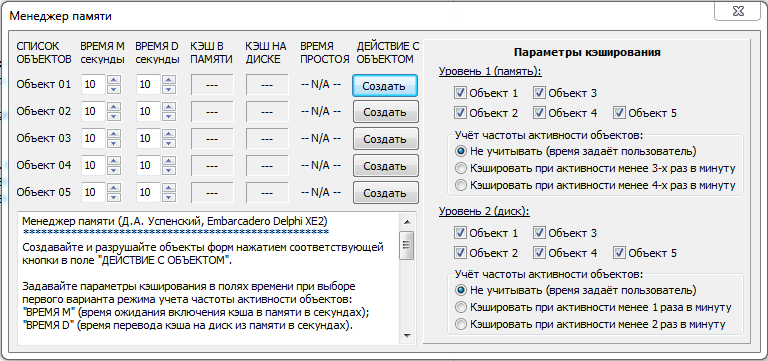 Менеджер памяти
СПИСОК ОБЪЕКТОВ ВРЕМЯ M секунды ВРЕМЯ D секунды КЭШ В ПАМЯТИ КЭШ НА ДИСКЕ ВРЕМЯ ПРОСТОЯ ДЕЙСТВИЕ С ОБЪЕКТОМ
Объект 01 10 10 --- --- -- N/A -- Создать
Объект 02 10 10 --- --- -- N/A -- Создать
Объект 03 10 10 --- --- -- N/A -- Создать
Объект 04 10 10 --- --- -- N/A -- Создать
Объект 05 10 10 --- --- -- N/A -- Создать
Менеджер памяти (Д.А. Успенский, Embarcadero Delphi XE2)
***************************************************
Создавайте и разрушайте объекты форм нажатием соответствующей
кнопки в поле "ДЕЙСТВИЕ С ОБЪЕКТОМ".
Задавайте параметры кэширования в полях времени при выборе
первого варианта режима учета частоты активности объектов:
"ВРЕМЯ M" (время ожидания включения кэша в памяти в секундах);
"ВРЕМЯ D" (время перевода кэша на диск из памяти в секундах).
Параметры кэширования
Уровень 1 (память):
Объект 1 Объект 3
Объект 2 Объект 4 Объект 5
Учёт частоты активности объектов:
Не учитывать (время задаёт пользователь)
Кэшировать при активности менее 3-х раз в минуту
Кэшировать при активности менее 4-х раз в минуту
Уровень 2 (диск):
Объект 1 Объект 3
Объект 2 Объект 4 Объект 5
Учёт частоты активности объектов:
Не учитывать (время задаёт пользователь)
Кэшировать при активности менее 1 раза в минуту
Кэшировать при активности менее 2 раз в минуту